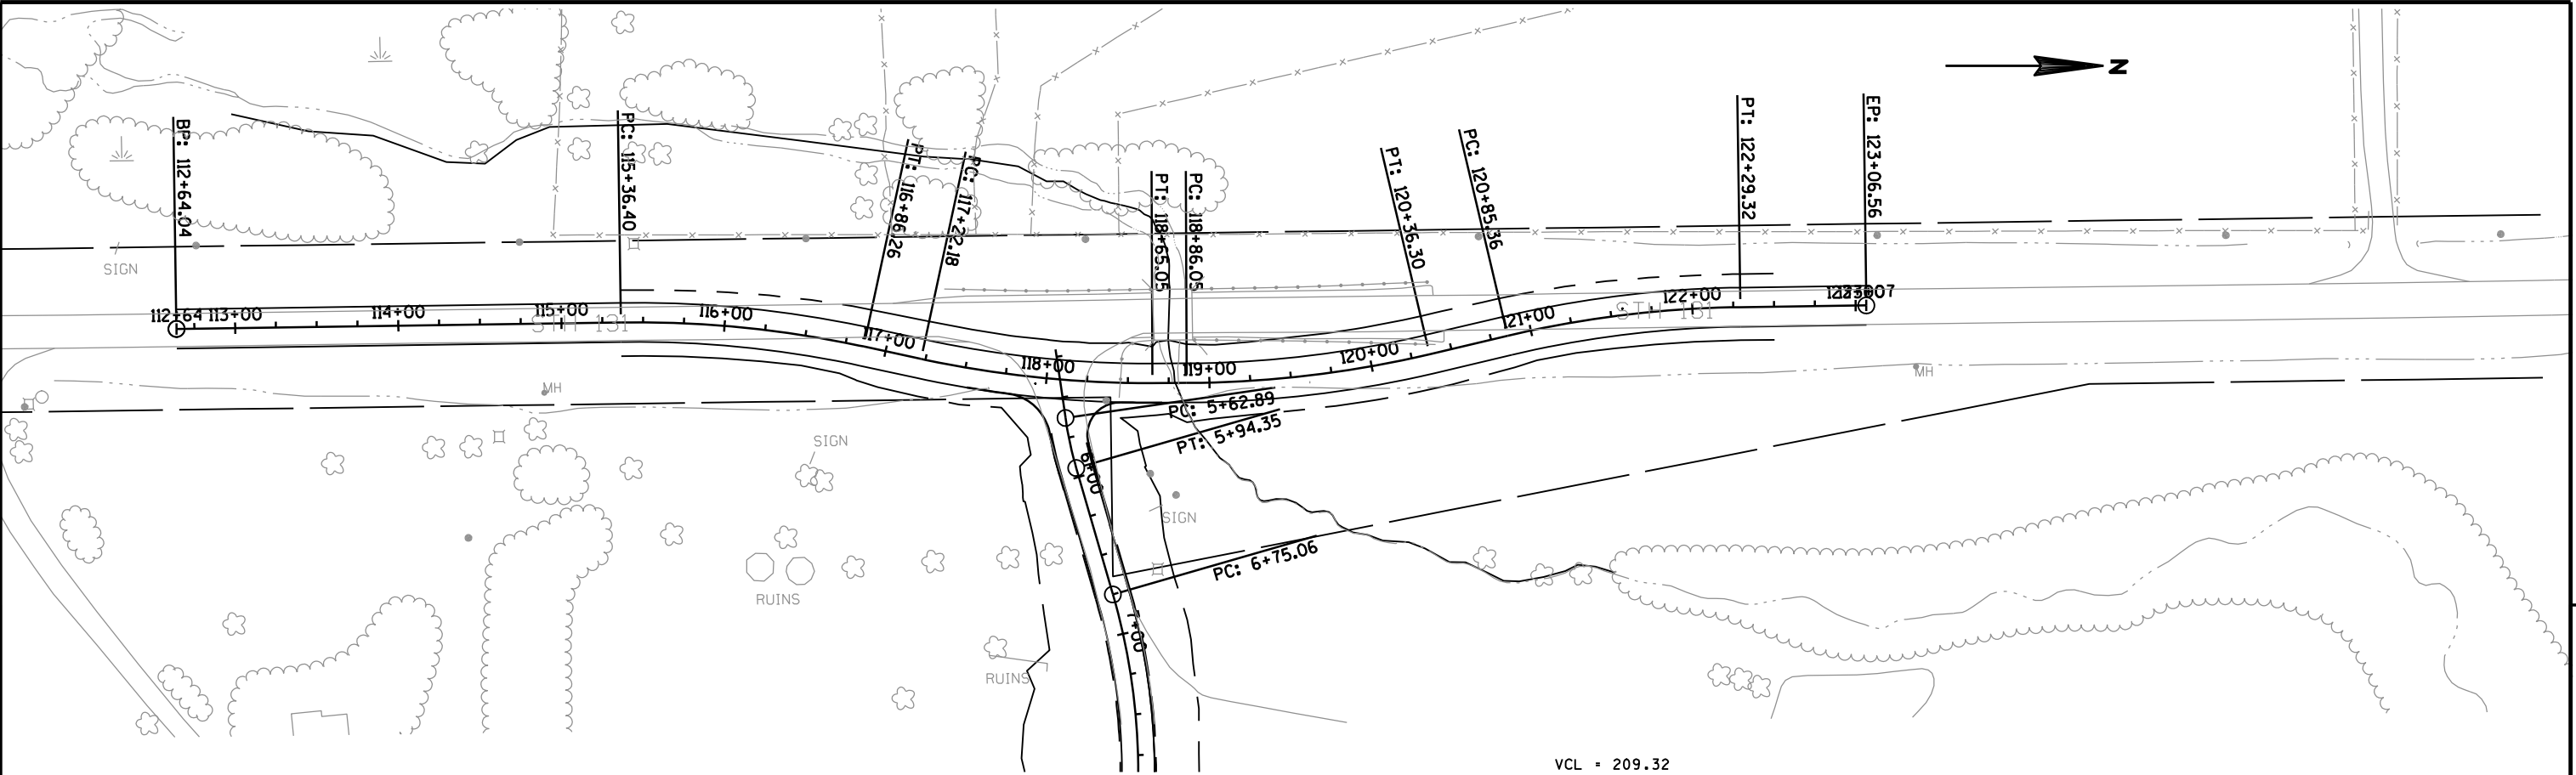 N
BP: 112+64.04
PC: 115+36.40
PT: 116+86.26
PC: 117+22.18
PT: 118+65.05
PC: 118+86.05
PT: 120+36.30
PC: 120+85.36
PT: 122+29.32
EP: 123+06.56
SIGN
112+64 113+00
114+00
115+00
116+00
117+00
118+00
119+00
120+00
121+00
122+00
STH 131
STH 131
MH
MH
PC: 5+62.89
PT: 5+94.35
6+00
SIGN
SIGN
PC: 6+75.06
RUINS
7+00
RUINS
VCL = 209.32